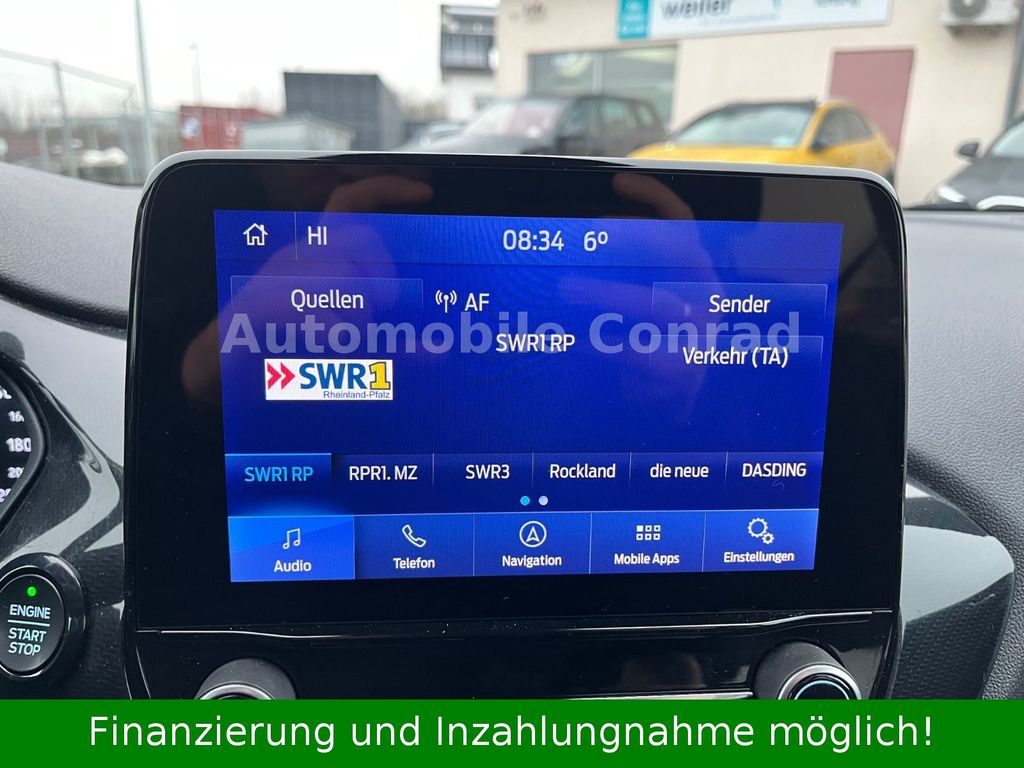 weller
HI
08:34 6º
Quellen
AF
Sender
Automobile Conrad
SWR1 RP
Verkehr (TA)
SWR1
Rheinland-Pfalz
SWR1 RP
RPR1. MZ
SWR3
Rockland
die neue
DASDING
Audio
Telefon
Navigation
Mobile Apps
Einstellungen
180
ENGINE
START
STOP
Finanzierung und Inzahlungnahme möglich!